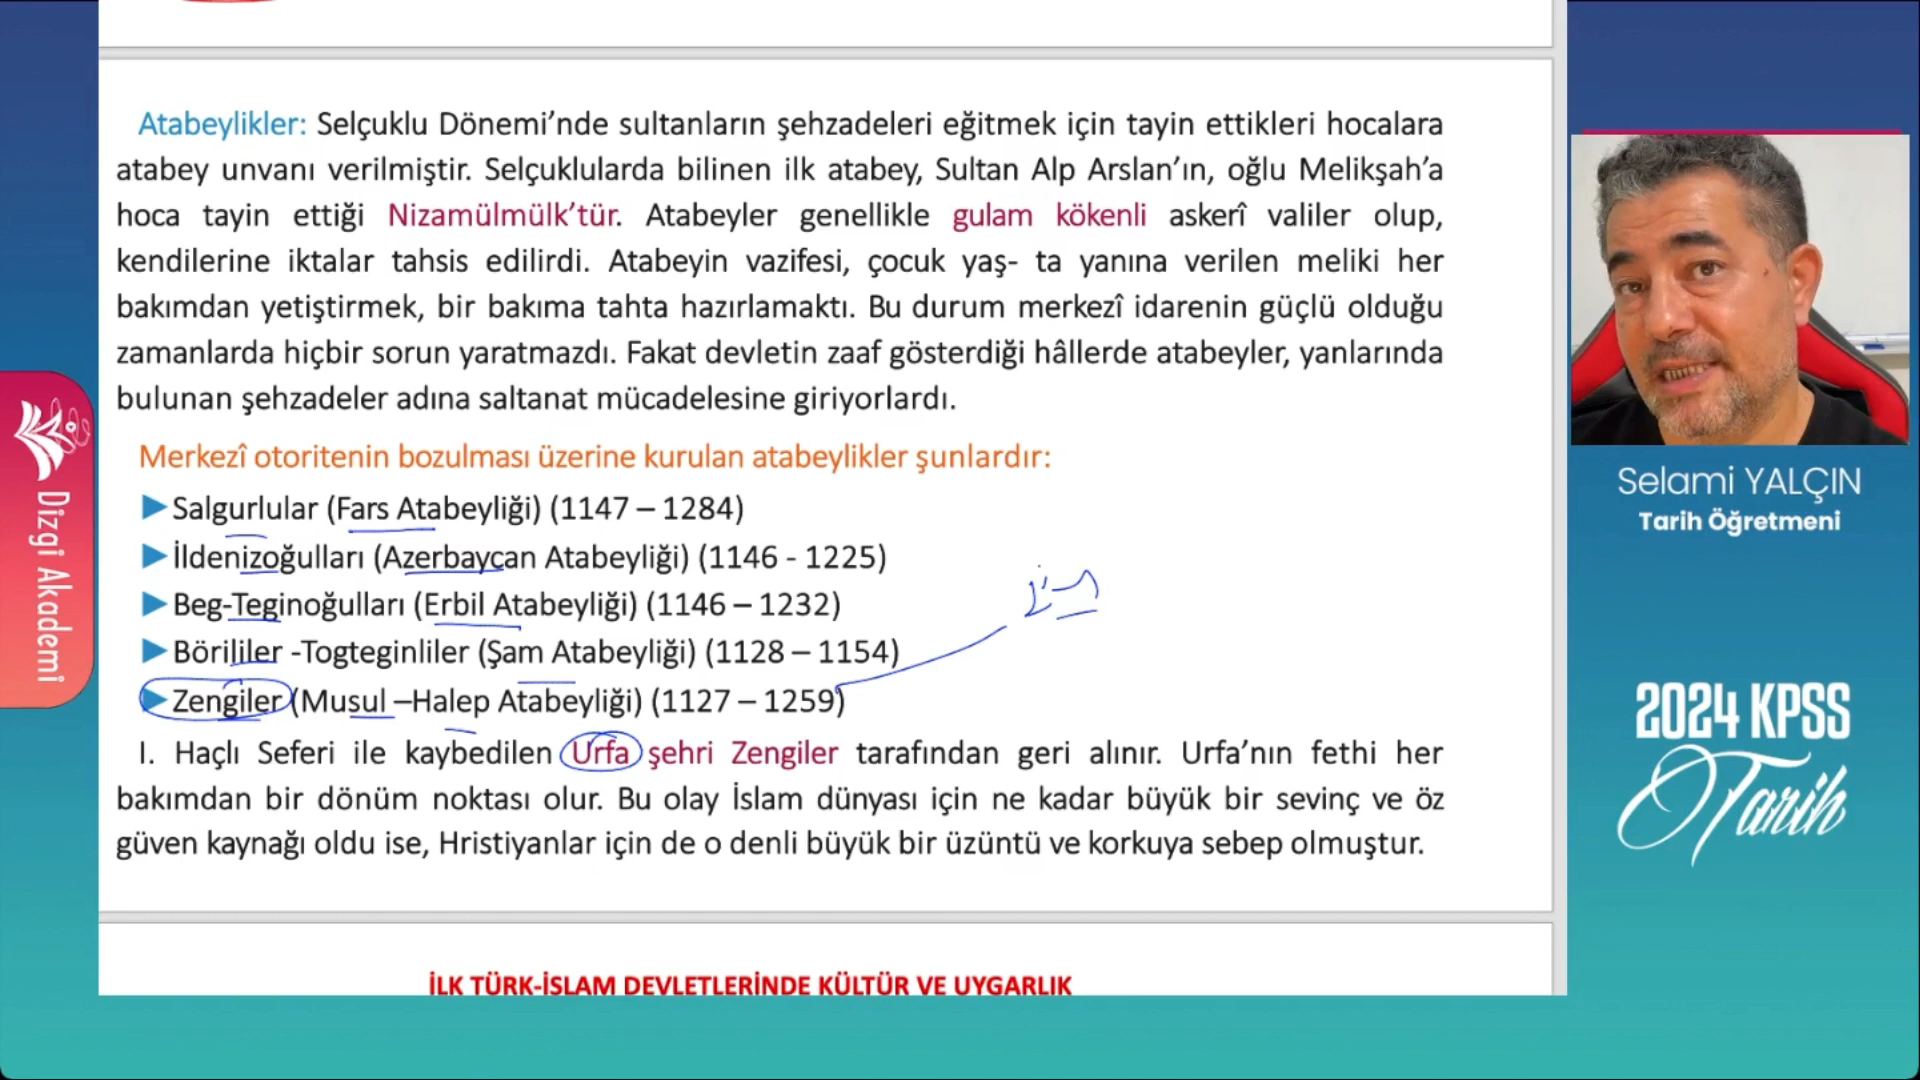 Atabeylikler: Selçuklu Dönemi’nde sultanların şehzadeleri eğitmek için tayin ettikleri hocalara
atabey unvanı verilmiştir. Selçuklularda bilinen ilk atabey, Sultan Alp Arslan’ın, oğlu Melikşah’a
hoca tayin ettiği Nizamülmülk’tür. Atabeyler genellikle gulam kökenli askerî valiler olup,
kendilerine iktalar tahsis edilirdi. Atabeyin vazifesi, çocuk yaş- ta yanına verilen meliki her
bakımdan yetiştirmek, bir bakıma tahta hazırlamaktı. Bu durum merkezî idarenin güçlü olduğu
zamanlarda hiçbir sorun yaratmazdı. Fakat devletin zaaf gösterdiği hâllerde atabeyler, yanlarında
bulunan şehzadeler adına saltanat mücadelesine giriyorlardı.
Merkezî otoritenin bozulması üzerine kurulan atabeylikler şunlardır:
Salgurlular (Fars Atabeyliği) (1147 – 1284)
İldenizoğulları (Azerbaycan Atabeyliği) (1146 - 1225)
Beg-Teginoğulları (Erbil Atabeyliği) (1146 – 1232)
Börililer -Togteginliler (Şam Atabeyliği) (1128 – 1154)
Zengiler (Musul –Halep Atabeyliği) (1127 – 1259)
I. Haçlı Seferi ile kaybedilen Urfa şehri Zengiler tarafından geri alınır. Urfa’nın fethi her
bakımdan bir dönüm noktası olur. Bu olay İslam dünyası için ne kadar büyük bir sevinç ve öz
güven kaynağı oldu ise, Hristiyanlar için de o denli büyük bir üzüntü ve korkuya sebep olmuştur.
İLK TÜRK-İSLAM DEVLETLERİNDE KÜLTÜR VE UYGARLIK
Dizgi Akademi
Selami YALÇIN
Tarih Öğretmeni
2024 KPSS
Tarih